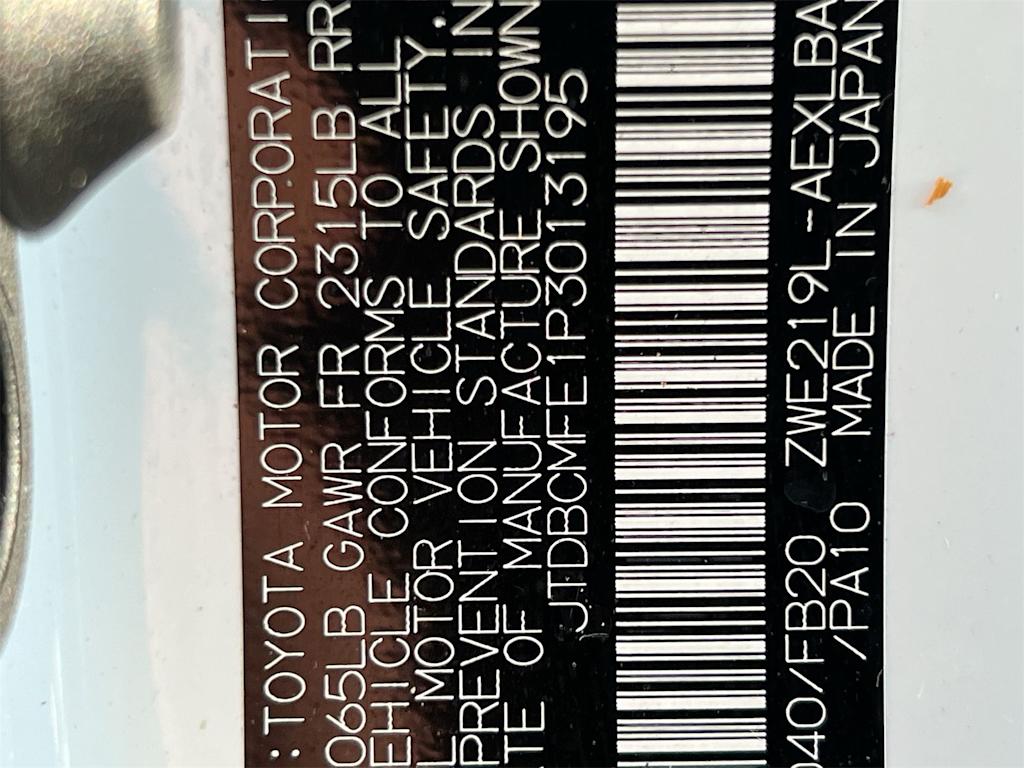 :TOYOTA MOTOR CORPORATI
065LB GAWR FR 2315LB RR
EHICLE CONFORMS TO ALL
L MOTOR VEHICLE SAFETY.
PREVENTION STANDARDS IN
TE OF MANUFACTURE SHOWN
JTDBCMFE1P3013195
040/FB20 ZWE219L-AEXLBA
/PA10 MADE IN JAPAN